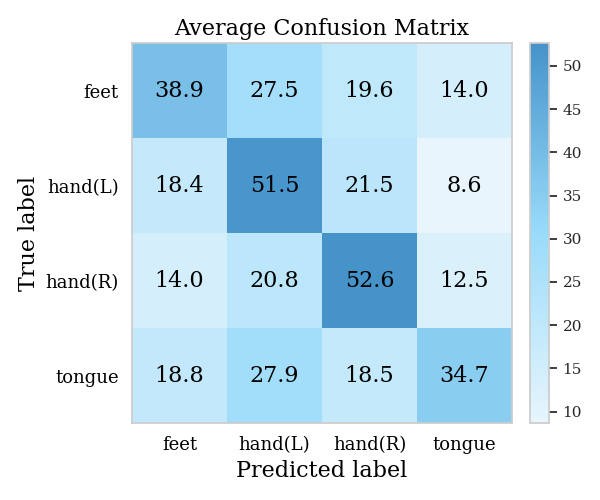 Average Confusion Matrix
True label
feet 38.9 27.5 19.6 14.0
hand(L) 18.4 51.5 21.5 8.6
hand(R) 14.0 20.8 52.6 12.5
tongue 18.8 27.9 18.5 34.7
feet hand(L) hand(R) tongue
Predicted label
50
45
40
35
30
25
20
15
10